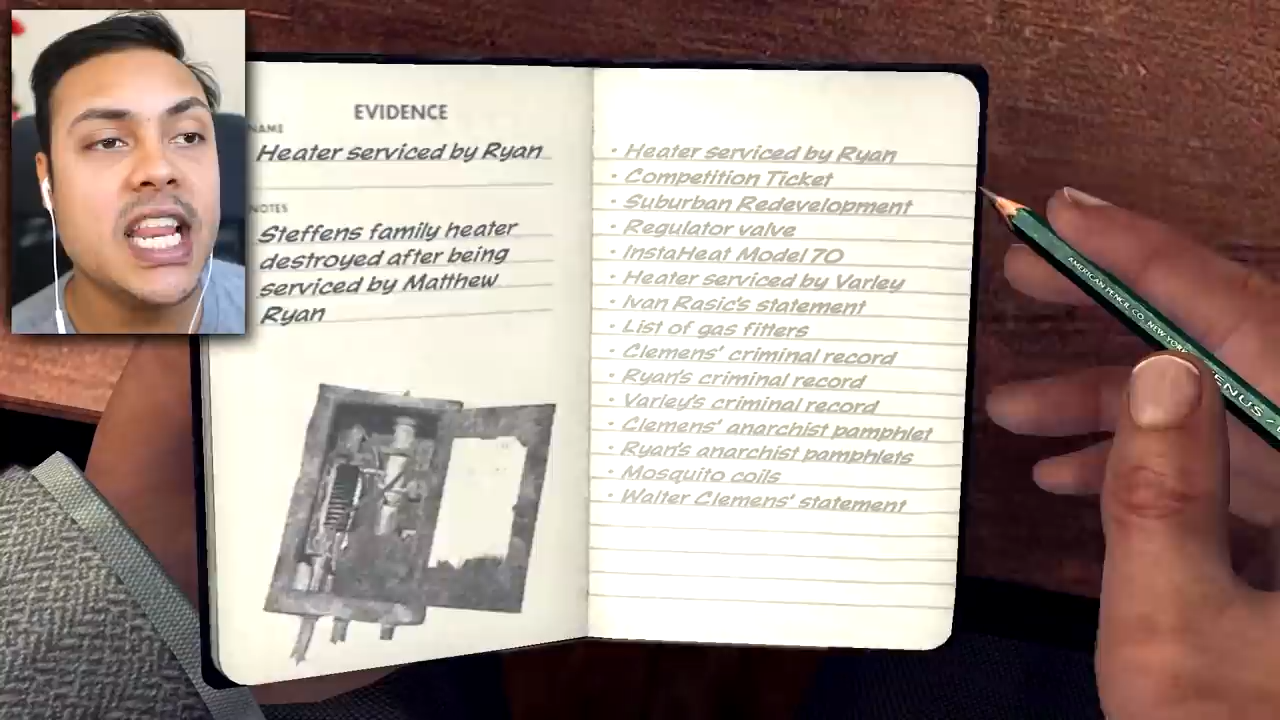 EVIDENCE
NAME
Heater serviced by Ryan
NOTES
Steffens family heater
destroyed after being
serviced by Matthew
Ryan
• Heater serviced by Ryan
• Competition Ticket
• Suburban Redevelopment
• Regulator valve
• InstaHeat Model 70
• Heater serviced by Varley
• Ivan Rasic's statement
• List of gas fitters
• Clemens' criminal record
• Ryan's criminal record
• Varley's criminal record
• Clemens' anarchist pamphlet
• Ryan's anarchist pamphlets
• Mosquito coils
• Walter Clemens' statement
AMERICAN PENCIL CO. NEW YORK